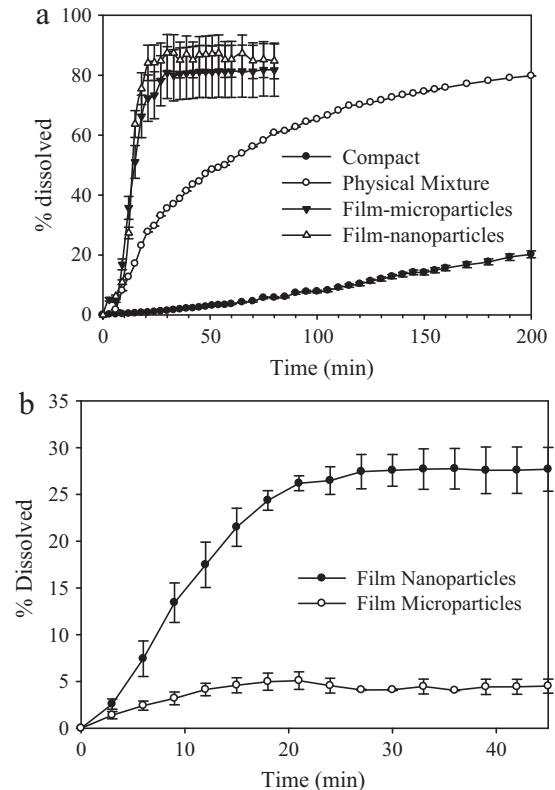 a
100
80
60
40
20
0
% dissolved
Compact
Physical Mixture
Film-microparticles
Film-nanoparticles
0 50 100 150 200
Time (min)
b
35
30
25
20
15
10
5
0
% Dissolved
Film Nanoparticles
Film Microparticles
0 10 20 30 40
Time (min)